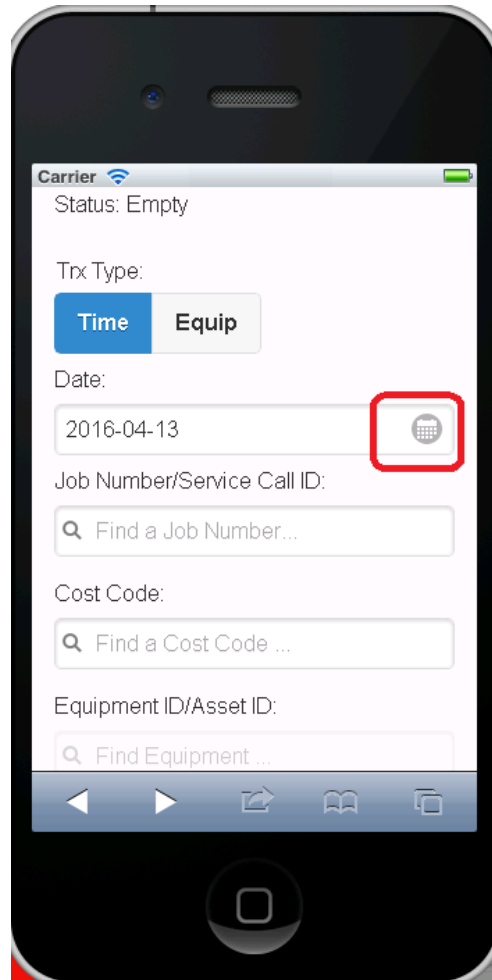 Carrier
Status: Empty
Trx Type:
Time Equip
Date:
2016-04-13
Job Number/Service Call ID:
Find a Job Number...
Cost Code:
Find a Cost Code ...
Equipment ID/Asset ID:
Find Equipment ...